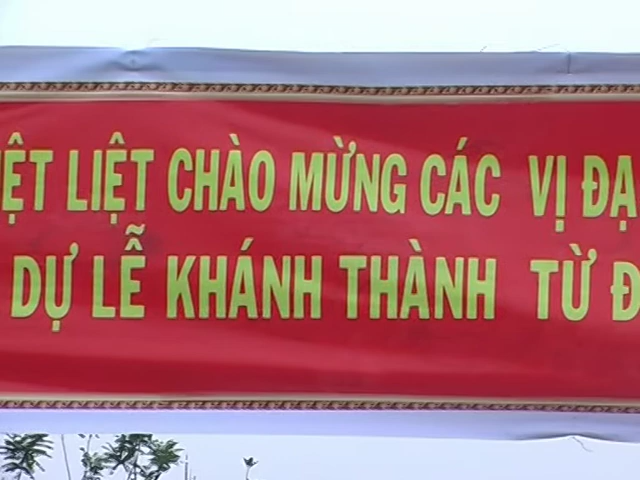 ỆT LIỆT CHÀO MỪNG CÁC VỊ ĐẠ
DỰ LỄ KHÁNH THÀNH TỪ Đ